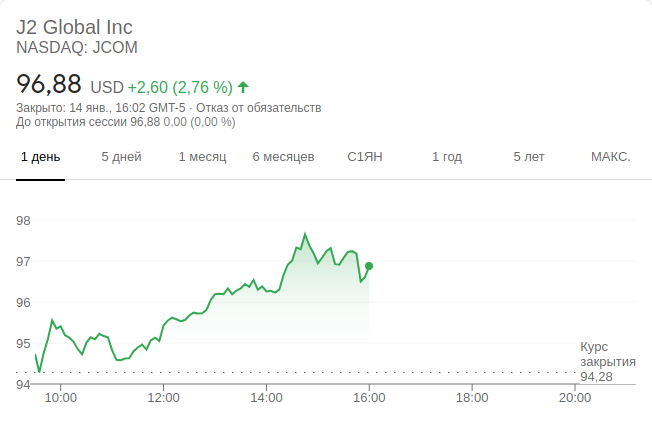 J2 Global Inc
NASDAQ: JCOM
96,88 USD +2,60 (2,76 %)
Закрыто: 14 янв., 16:02 GMT-5 · Отказ от обязательств
До открытия сессии 96,88 0,00 (0,00 %)
1 день 5 дней 1 месяц 6 месяцев С1ЯН 1 год 5 лет МАКС.
98
97
96
95
94
Курс
закрытия
94,28
10:00 12:00 14:00 16:00 18:00 20:00